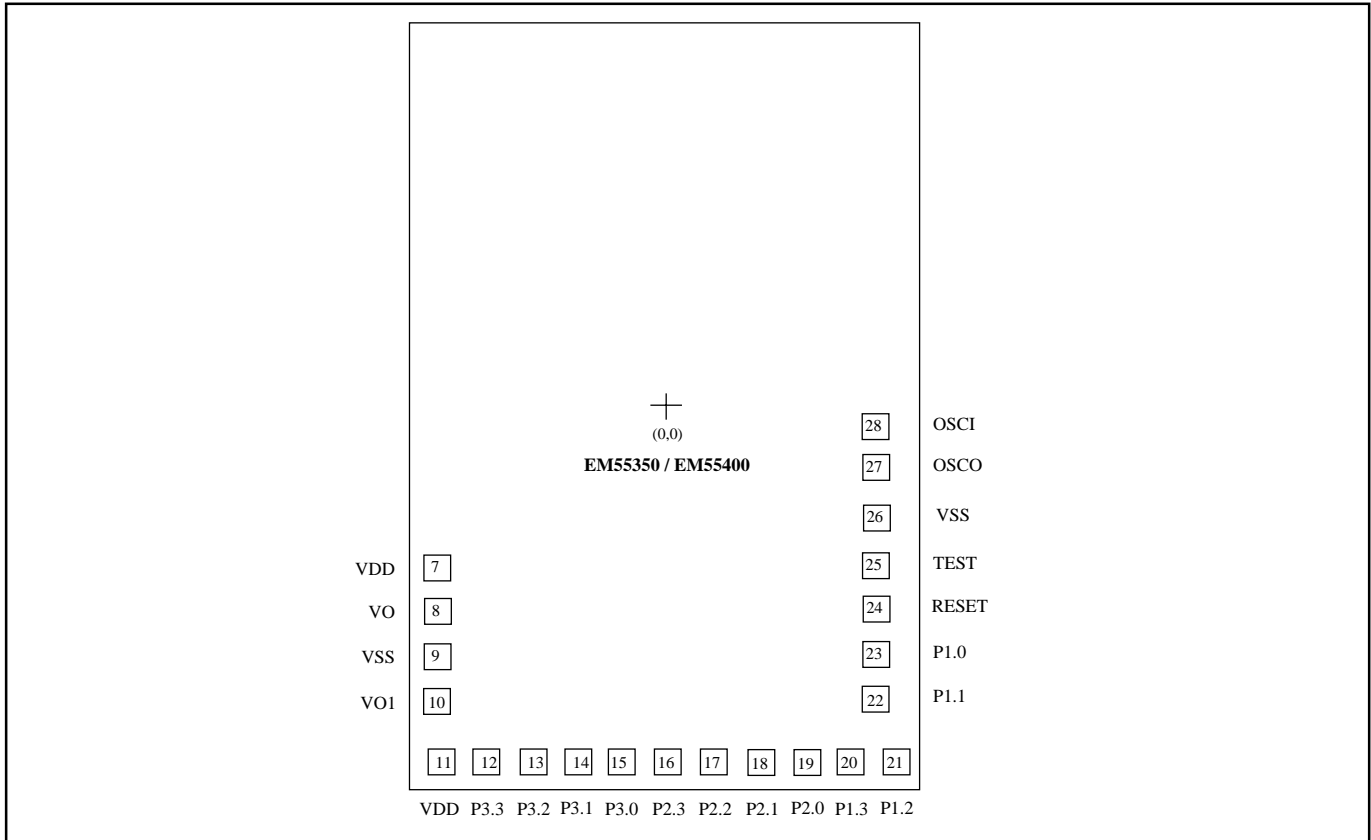 (0,0)
28 OSCI
EM55350 / EM55400
27 OSCO
26 VSS
VDD 7
25 TEST
VO 8
24 RESET
VSS 9
23 P1.0
VO1 10
22 P1.1
11 12 13 14 15 16 17 18 19 20 21
VDD P3.3 P3.2 P3.1 P3.0 P2.3 P2.2 P2.1 P2.0 P1.3 P1.2